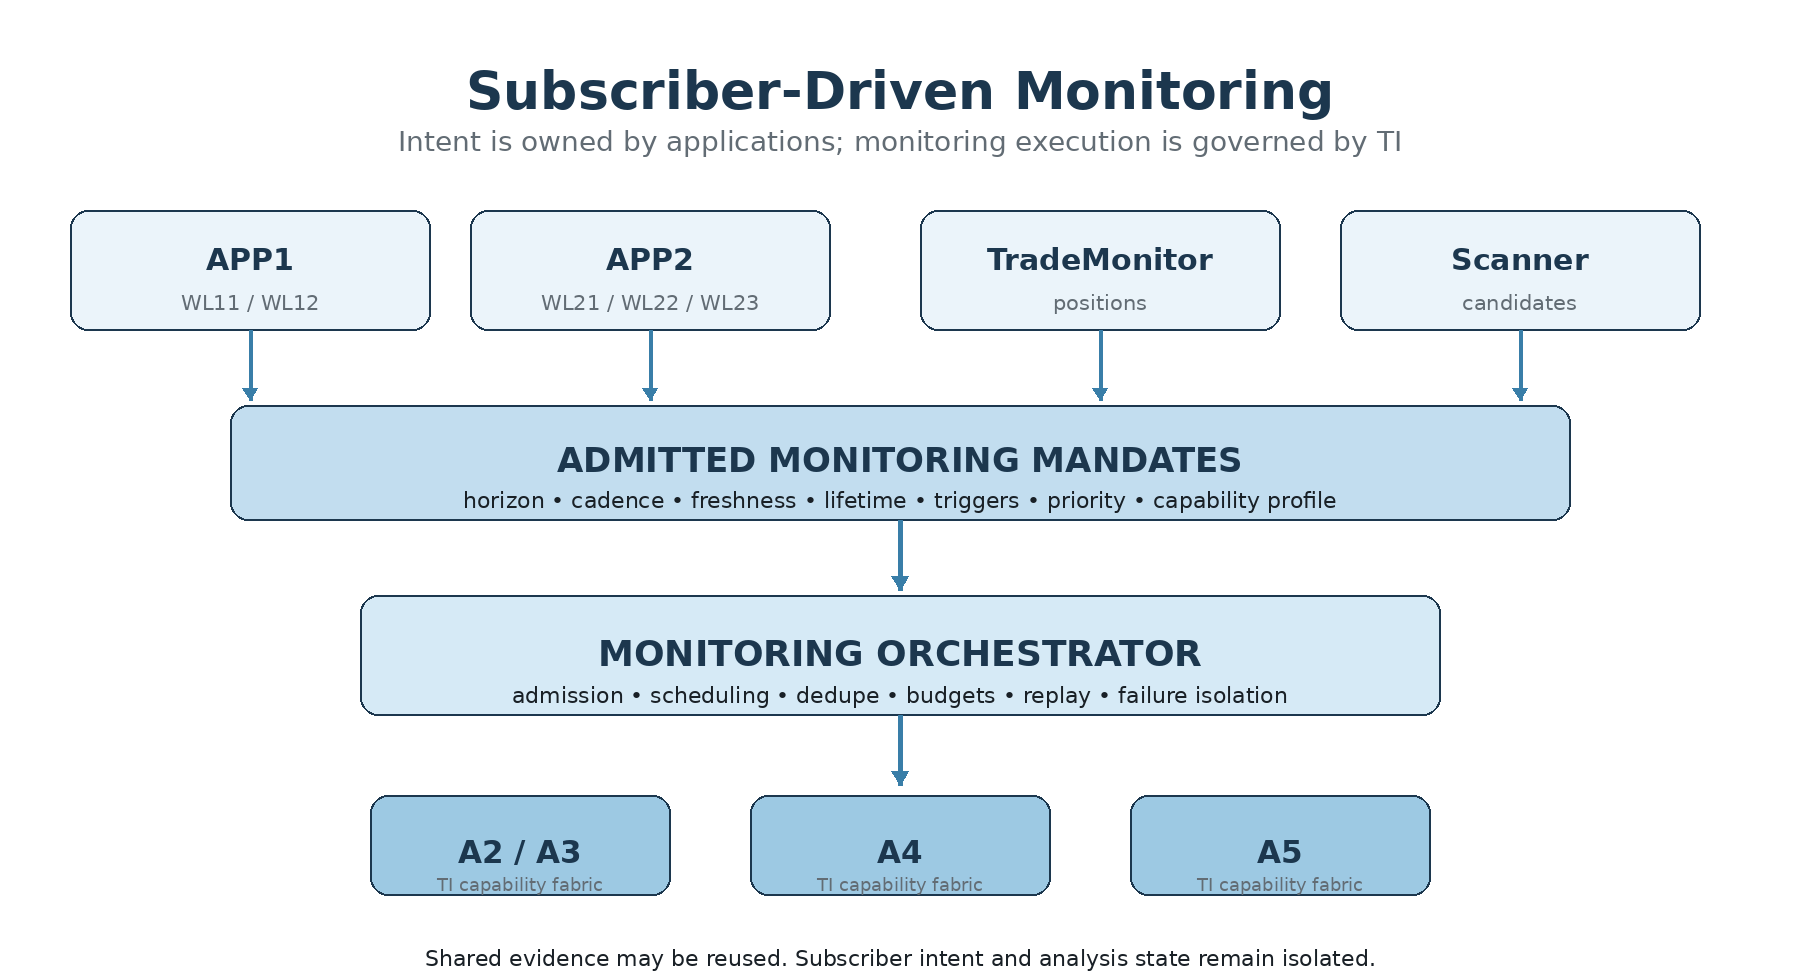 Subscriber-Driven Monitoring
Intent is owned by applications; monitoring execution is governed by TI
APP1
WL11 / WL12
APP2
WL21 / WL22 / WL23
TradeMonitor
positions
Scanner
candidates
ADMITTED MONITORING MANDATES
horizon • cadence • freshness • lifetime • triggers • priority • capability profile
MONITORING ORCHESTRATOR
admission • scheduling • dedupe • budgets • replay • failure isolation
A2 / A3
TI capability fabric
A4
TI capability fabric
A5
TI capability fabric
Shared evidence may be reused. Subscriber intent and analysis state remain isolated.